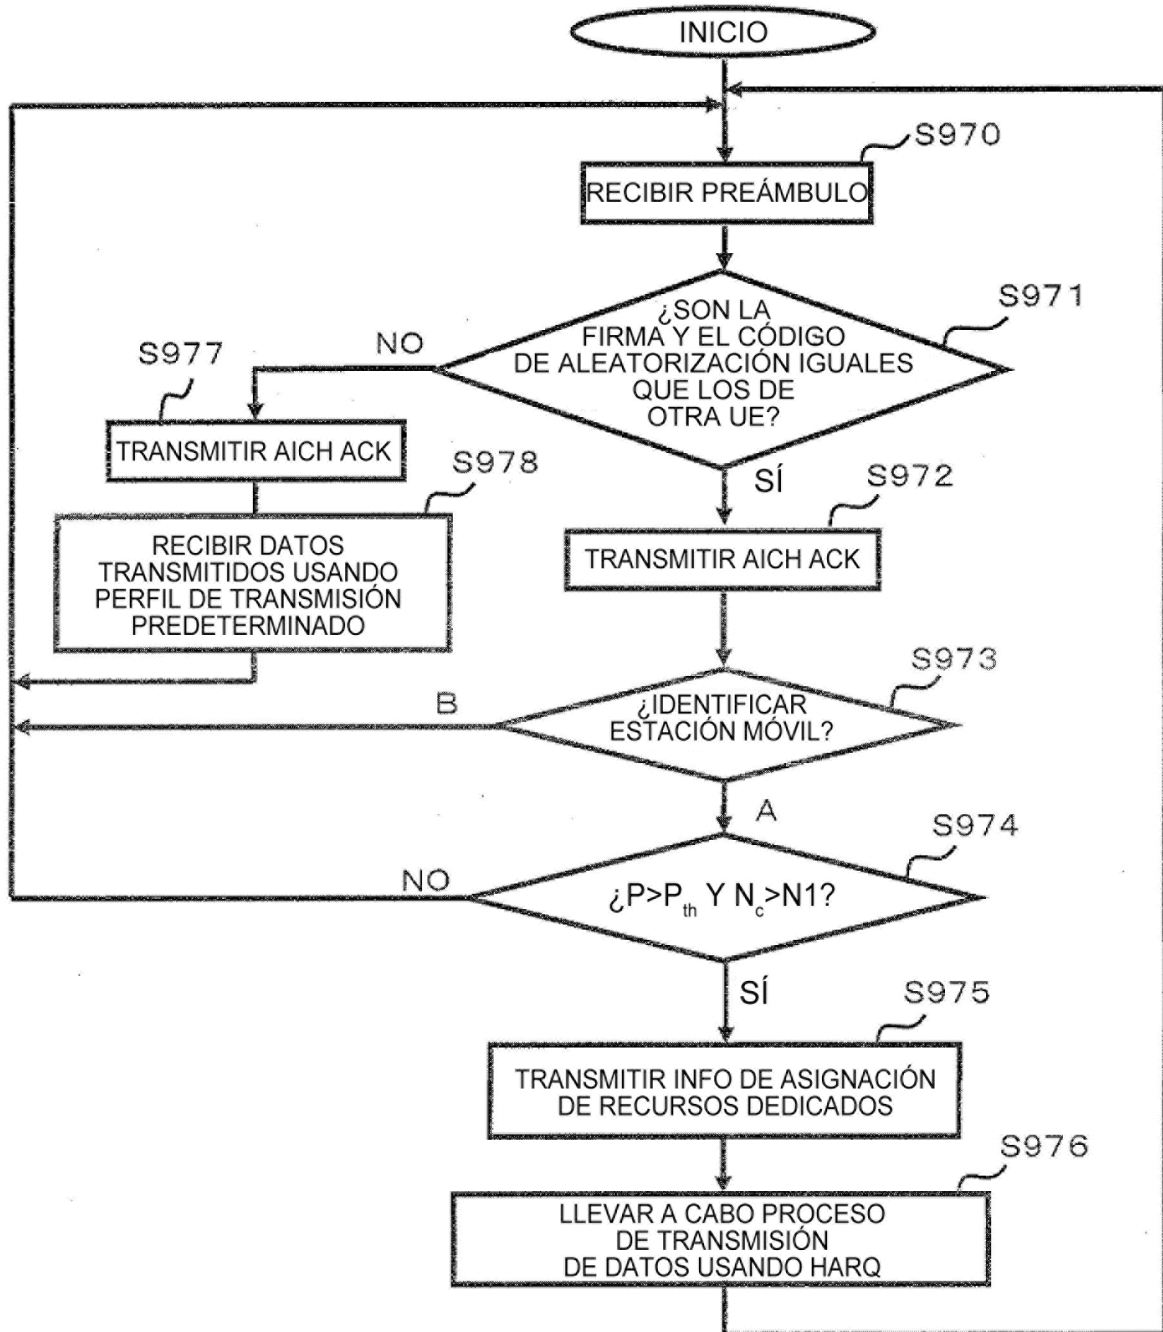 INICIO
S970
RECIBIR PREÁMBULO
S971
¿SON LA
FIRMA Y EL CÓDIGO
DE ALEATORIZACIÓN IGUALES
QUE LOS DE
OTRA UE?
NO
S977
TRANSMITIR AICH ACK
S978
RECIBIR DATOS
TRANSMITIDOS USANDO
PERFIL DE TRANSMISIÓN
PREDETERMINADO
SÍ
S972
TRANSMITIR AICH ACK
S973
¿IDENTIFICAR
ESTACIÓN MÓVIL?
B
A
S974
¿P>P_th Y N_c>N1?
NO
SÍ
S975
TRANSMITIR INFO DE ASIGNACIÓN
DE RECURSOS DEDICADOS
S976
LLEVAR A CABO PROCESO
DE TRANSMISIÓN
DE DATOS USANDO HARQ